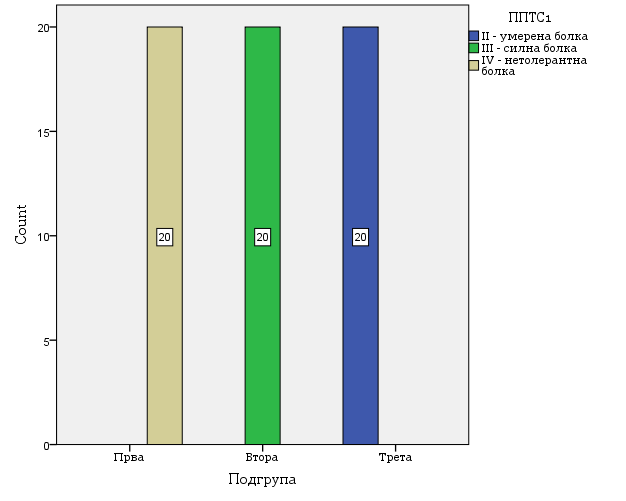 ППТС1
II - умерена болка
III - силна болка
IV - нетолерантна
болка
20
15
10
5
0
Count
20
20
20
Прва
Втора
Трета
Подгрупа